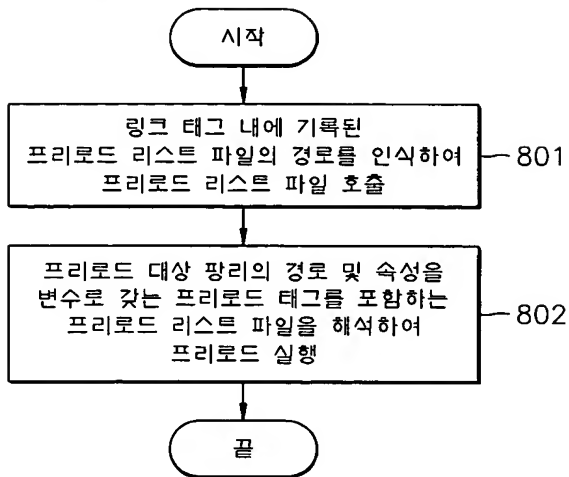 시작
링크 태그 내에 기록된
프리로드 리스트 파일의 경로를 인식하여
프리로드 리스트 파일 호출
801
프리로드 대상 팡리의 경로 및 속성을
변수로 갖는 프리로드 태그를 포함하는
프리로드 리스트 파일을 해석하여
프리로드 실행
802
끝